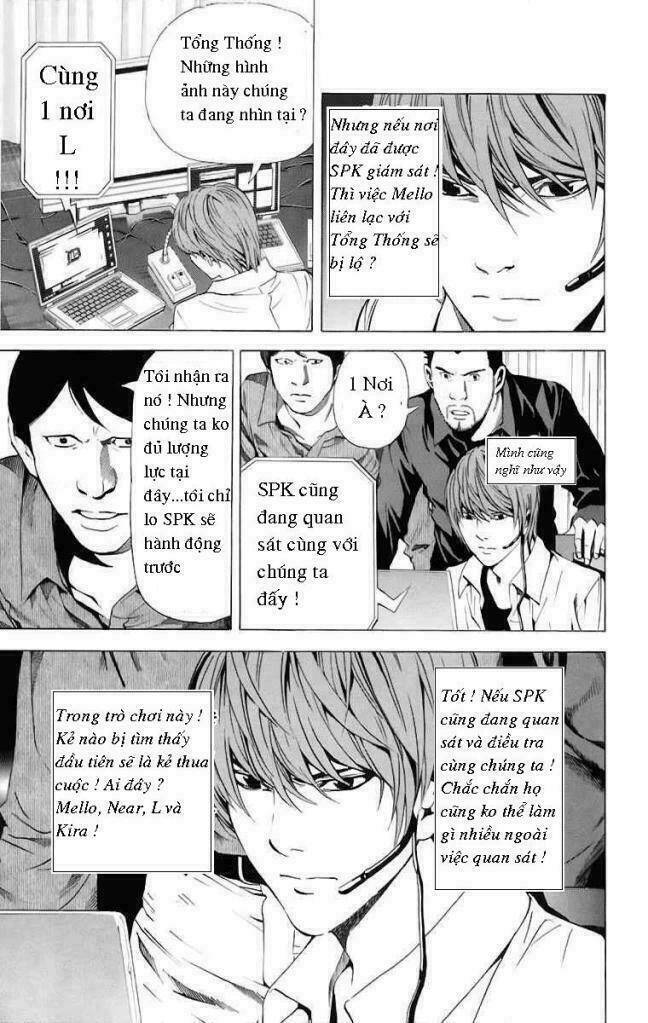 Tổng Thống !
Những hình
ảnh này chúng
ta đang nhìn tại ?
Cùng
1 nơi
L
!!!
Nhưng nếu nơi
đây đã được
SPK giám sát !
Thì việc Mello
liên lạc với
Tổng Thống sẽ
bị lộ ?
Tôi nhận ra
nó ! Nhưng
chúng ta ko
đủ lượng
lực tại
đây...tôi chỉ
lo SPK sẽ
hành động
trước
1 Nơi
À ?
SPK cũng
đang quan
sát cùng với
chúng ta
đấy !
Mình cũng
nghĩ như vậy
Trong trò chơi này !
Kẻ nào bị tìm thấy
đầu tiên sẽ là kẻ thua
cuộc ! Ai đây ?
Mello, Near, L và
Kira !
Tốt ! Nếu SPK
cũng đang quan
sát và điều tra
cùng chúng ta !
Chắc chắn họ
cũng ko thể làm
gì nhiều ngoài
việc quan sát !